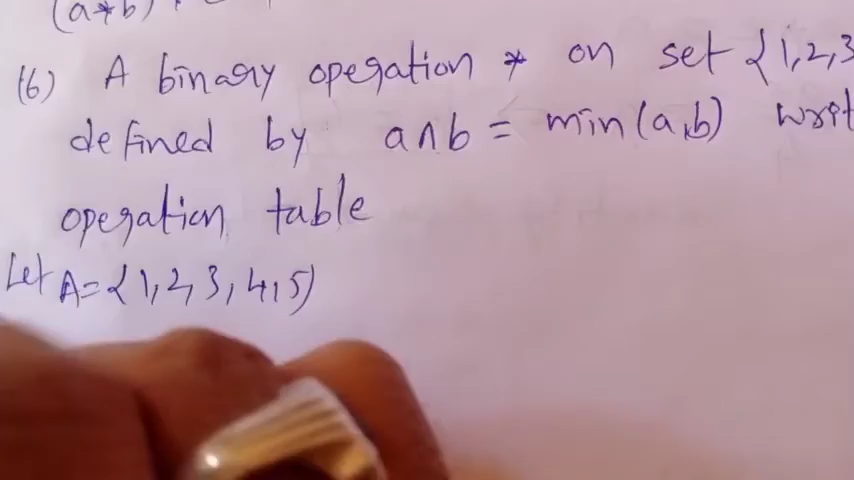 (a*b)
(6) A binary operation * on set {1,2,3
defined by a∧b = min(a,b) writ
operation table
Let A={1,2,3,4,5}